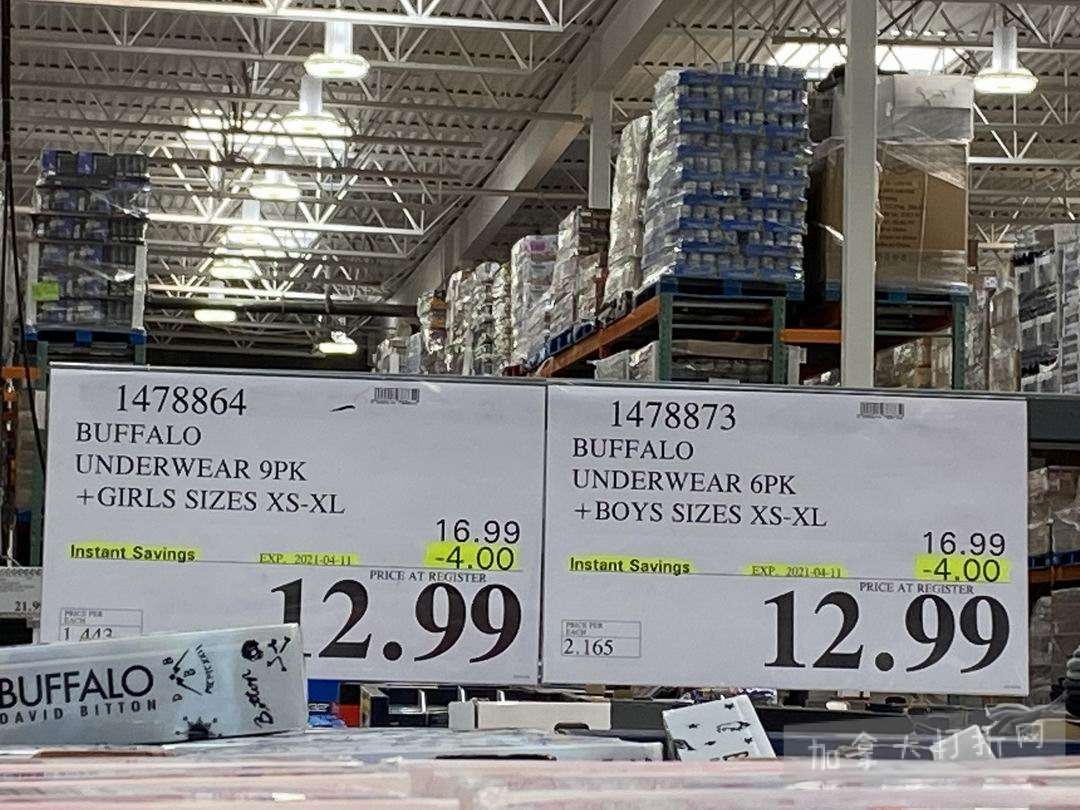 1478864
BUFFALO
UNDERWEAR 9PK
+GIRLS SIZES XS-XL
16.99
Instant Savings EXP. 2021-04-11 -4.00
PRICE AT REGISTER
12.99
PRICE PER
EACH
1.443
1478873
BUFFALO
UNDERWEAR 6PK
+BOYS SIZES XS-XL
16.99
Instant Savings EXP. 2021-04-11 -4.00
PRICE AT REGISTER
12.99
PRICE PER
EACH
2.165
21.9
BUFFALO
DAVID BITTON
加拿大打折网